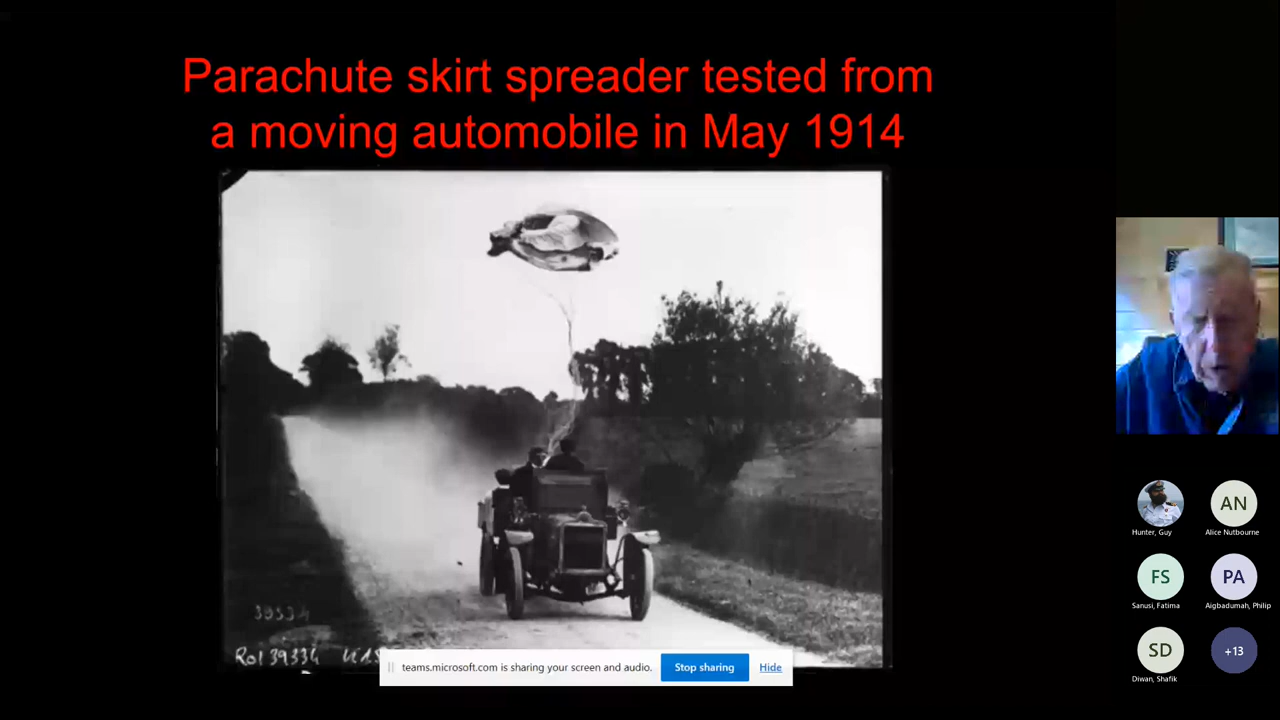 Parachute skirt spreader tested from
a moving automobile in May 1914
39334
Rol 39334
teams.microsoft.com is sharing your screen and audio.
Stop sharing
Hide
Hunter, Guy
AN
Alice Nutbourne
FS
Sanusi, Fatima
PA
Aigbadumah, Philip
SD
Diwan, Shafik
+13